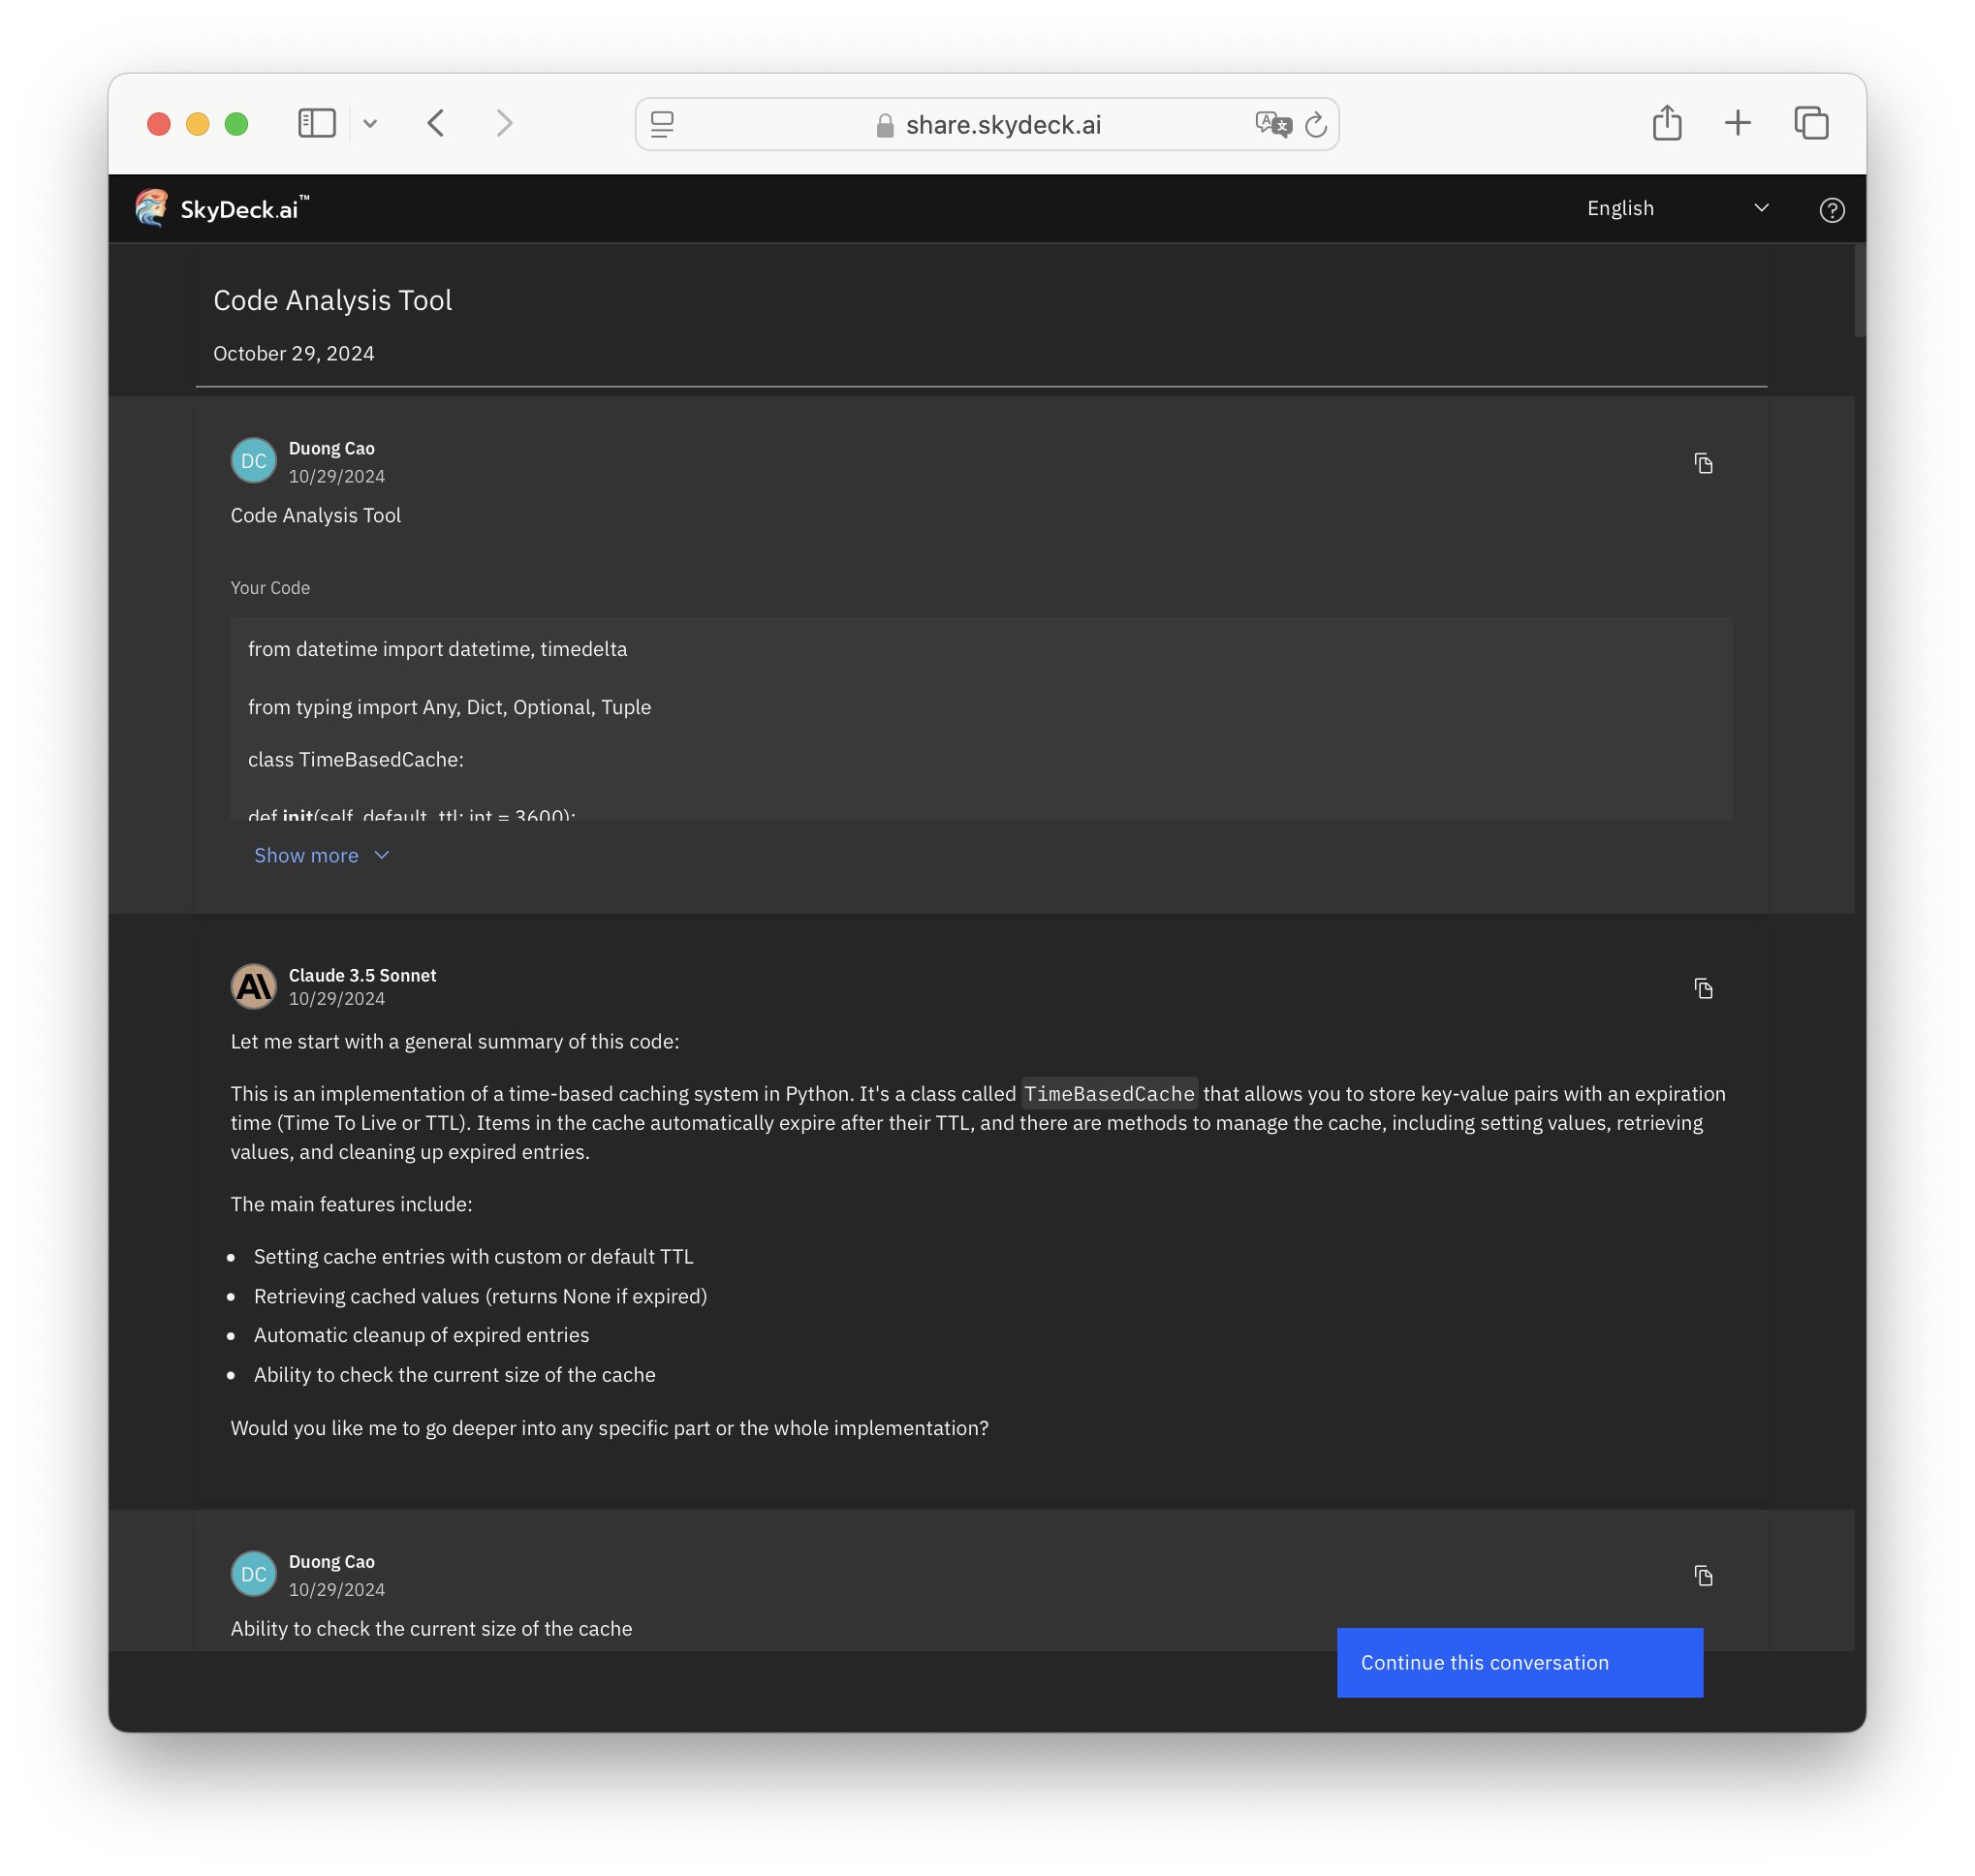 share.skydeck.ai
SkyDeck.ai™
English
Code Analysis Tool
October 29, 2024
DC
Duong Cao
10/29/2024
Code Analysis Tool
Your Code
from datetime import datetime, timedelta
from typing import Any, Dict, Optional, Tuple
class TimeBasedCache:
def init(self, default_ttl: int = 3600):
Show more
Claude 3.5 Sonnet
10/29/2024
Let me start with a general summary of this code:
This is an implementation of a time-based caching system in Python. It's a class called TimeBasedCache that allows you to store key-value pairs with an expiration
time (Time To Live or TTL). Items in the cache automatically expire after their TTL, and there are methods to manage the cache, including setting values, retrieving
values, and cleaning up expired entries.
The main features include:
• Setting cache entries with custom or default TTL
• Retrieving cached values (returns None if expired)
• Automatic cleanup of expired entries
• Ability to check the current size of the cache
Would you like me to go deeper into any specific part or the whole implementation?
DC
Duong Cao
10/29/2024
Ability to check the current size of the cache
Continue this conversation